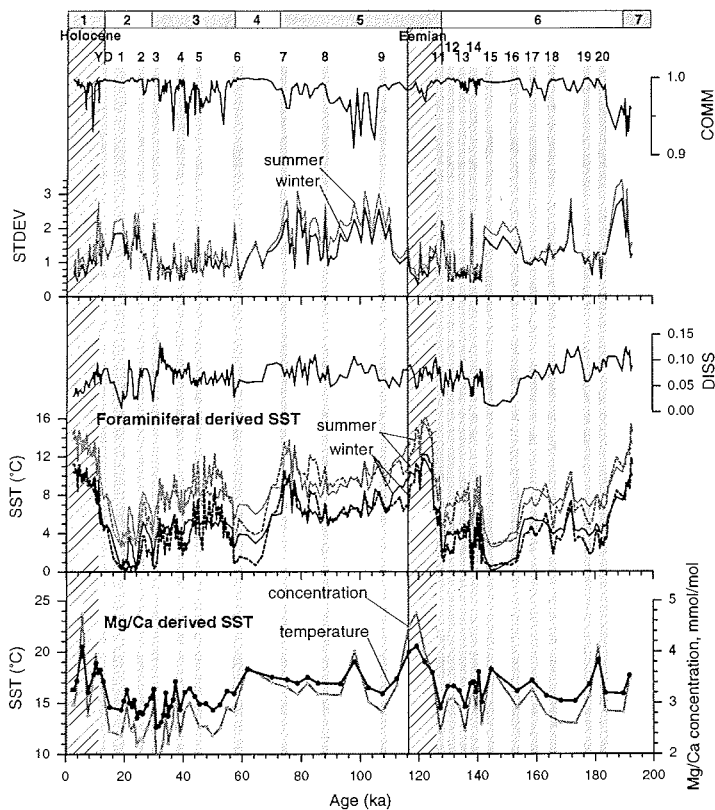 1 2 3 4 5 6 7
Holocene Eemian
YD 1 2 3 4 5 6 7 8 9 11 12 13 14 15 16 17 18 19 20
1.0
COMM
0.9
summer
winter
3
2
1
0
STDEV
0.15
0.10
0.05
0.00
DISS
16
12
8
4
0
SST (°C)
Foraminiferal derived SST
summer
winter
25
20
15
10
SST (°C)
Mg/Ca derived SST
concentration
temperature
5
4
3
2
Mg/Ca concentration, mmol/mol
0 20 40 60 80 100 120 140 160 180 200
Age (ka)